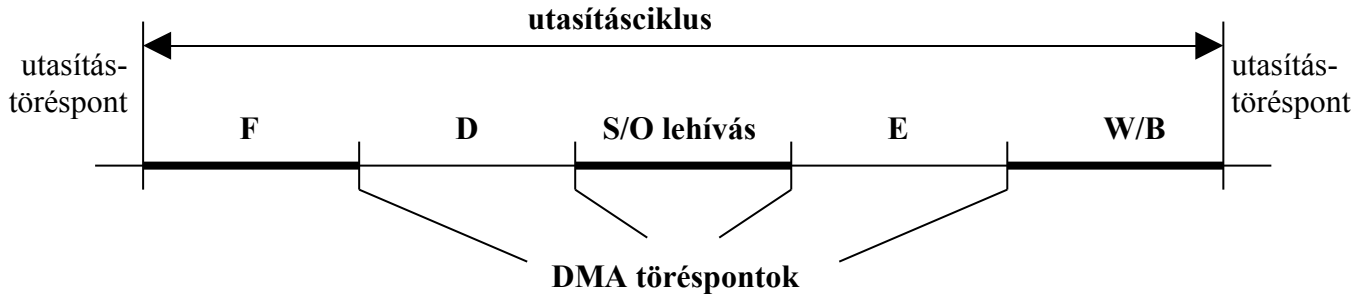 utasításciklus
utasítás-
töréspont
utasítás-
töréspont
F D S/O lehívás E W/B
DMA töréspontok